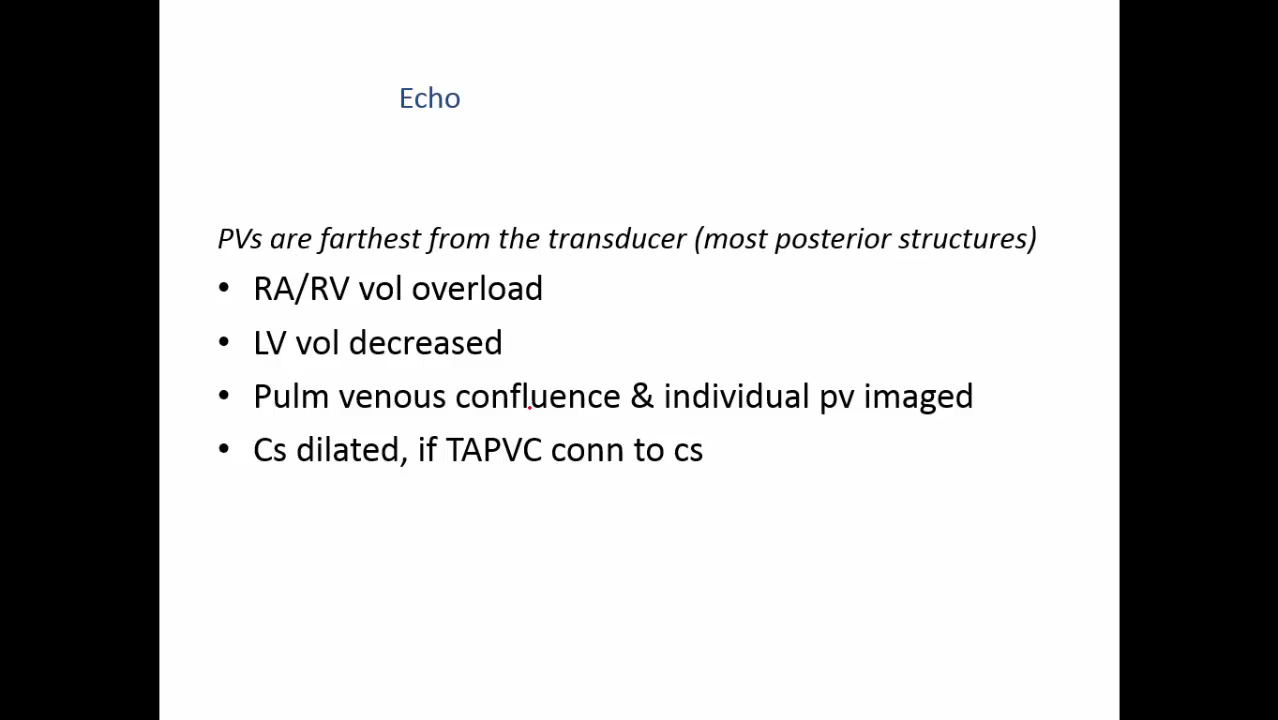 Echo
PVs are farthest from the transducer (most posterior structures)
• RA/RV vol overload
• LV vol decreased
• Pulm venous confluence & individual pv imaged
• Cs dilated, if TAPVC conn to cs